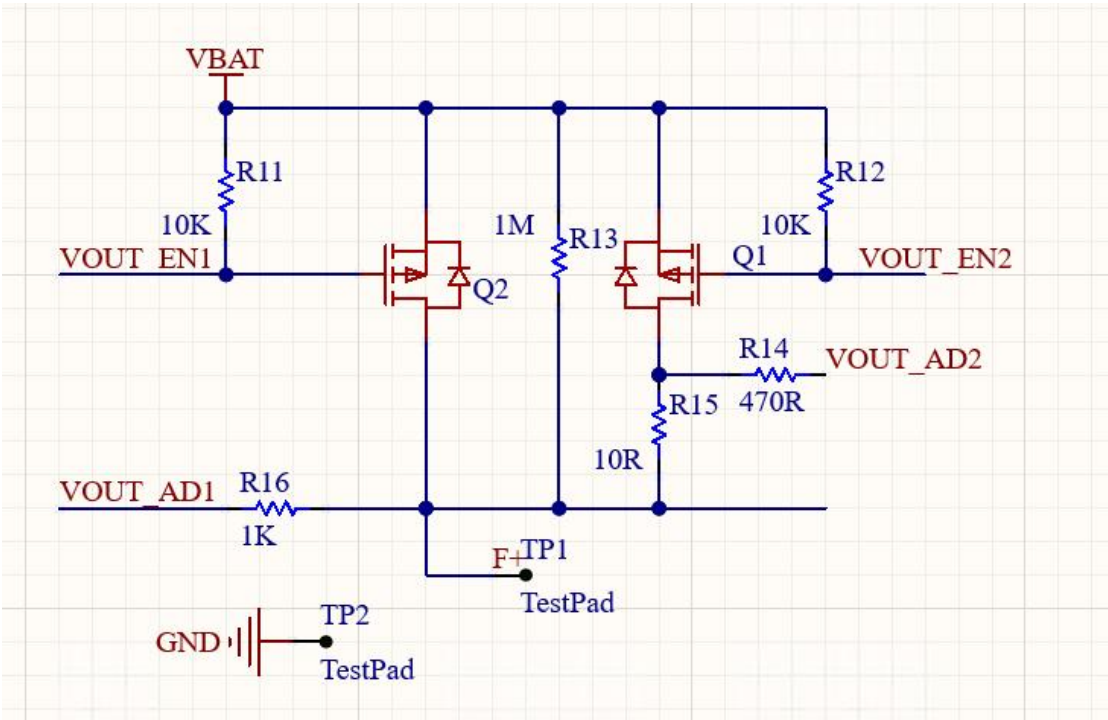 VBAT
R11
10K
VOUT_EN1
Q2
1M
R13
R12
10K
Q1
VOUT_EN2
R14
470R
VOUT_AD2
R15
10R
VOUT_AD1
R16
1K
F+
TP1
TestPad
GND
TP2
TestPad